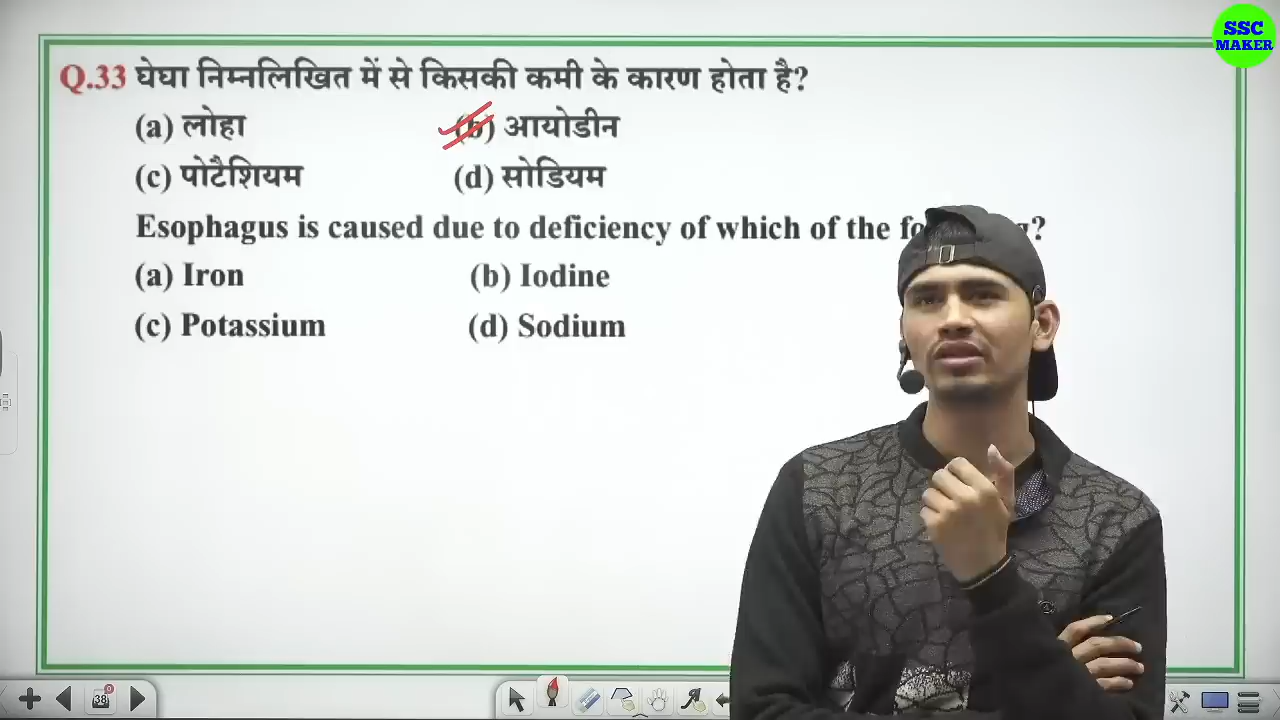 SSC
MAKER
Q.33 घेघा निम्नलिखित में से किसकी कमी के कारण होता है?
(a) लोहा (b) आयोडीन
(c) पोटैशियम (d) सोडियम
Esophagus is caused due to deficiency of which of the
(a) Iron (b) Iodine
(c) Potassium (d) Sodium
38